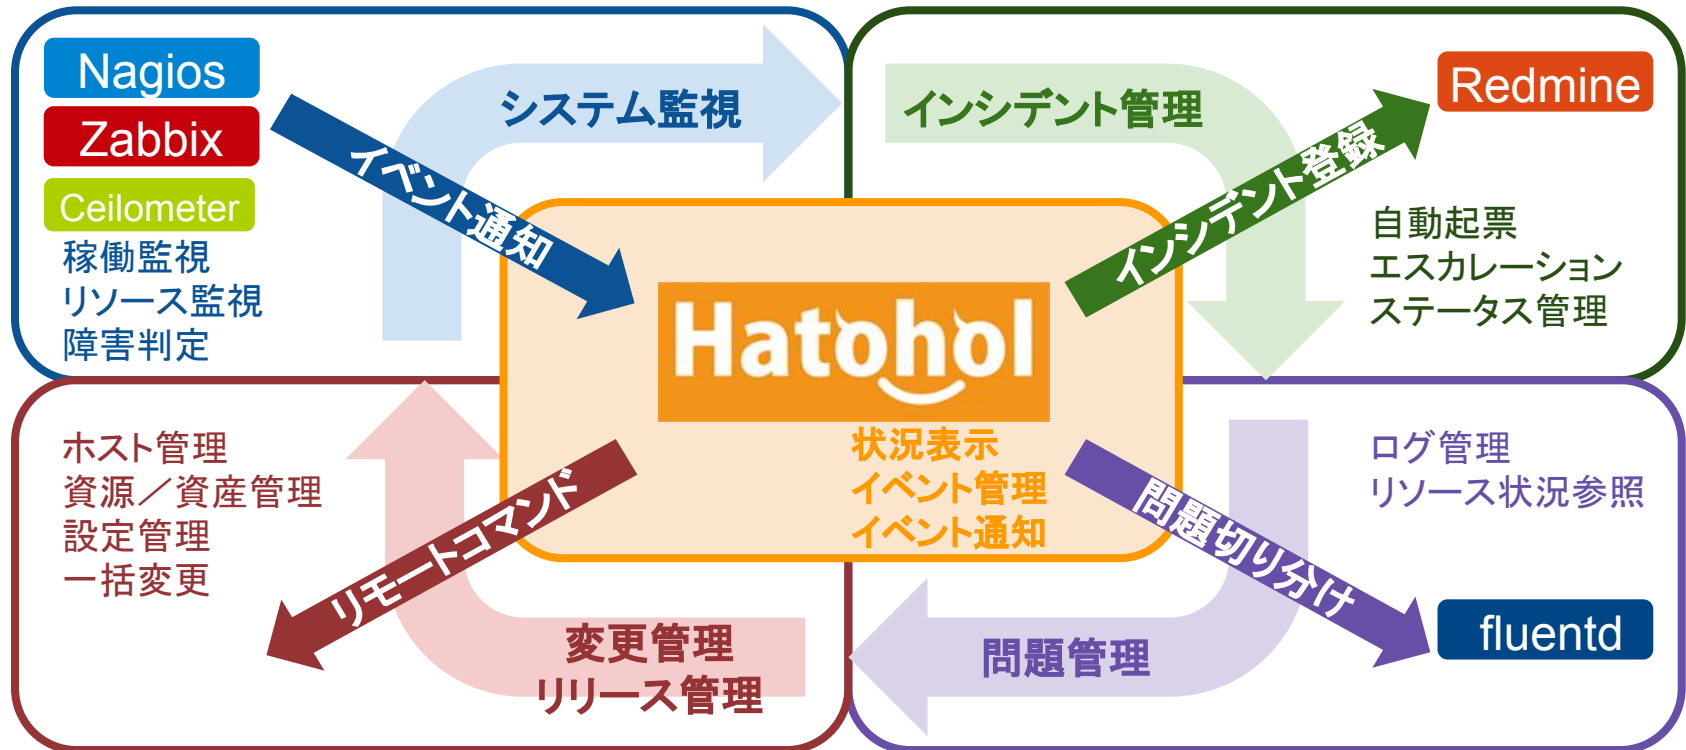 Nagios
Zabbix
Ceilometer
稼働監視
リソース監視
障害判定
システム監視
イベント通知
インシデント管理
インシデント登録
Redmine
自動起票
エスカレーション
ステータス管理
Hatohol
状況表示
イベント管理
イベント通知
ホスト管理
資源／資産管理
設定管理
一括変更
リモートコマンド
変更管理
リリース管理
問題管理
問題切り分け
ログ管理
リソース状況参照
fluentd